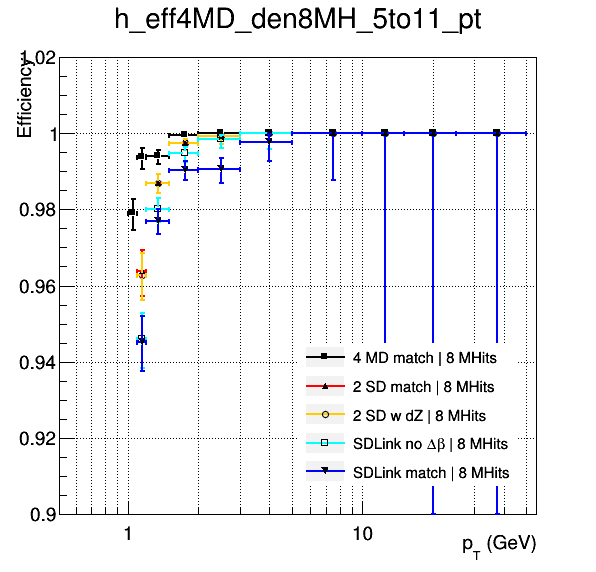 h_eff4MD_den8MH_5to11_pt
Efficiency
1.02
1
0.98
0.96
0.94
0.92
0.9
4 MD match | 8 MHits
2 SD match | 8 MHits
2 SD w dZ | 8 MHits
SDLink no Δβ | 8 MHits
SDLink match | 8 MHits
1
10
p_T (GeV)